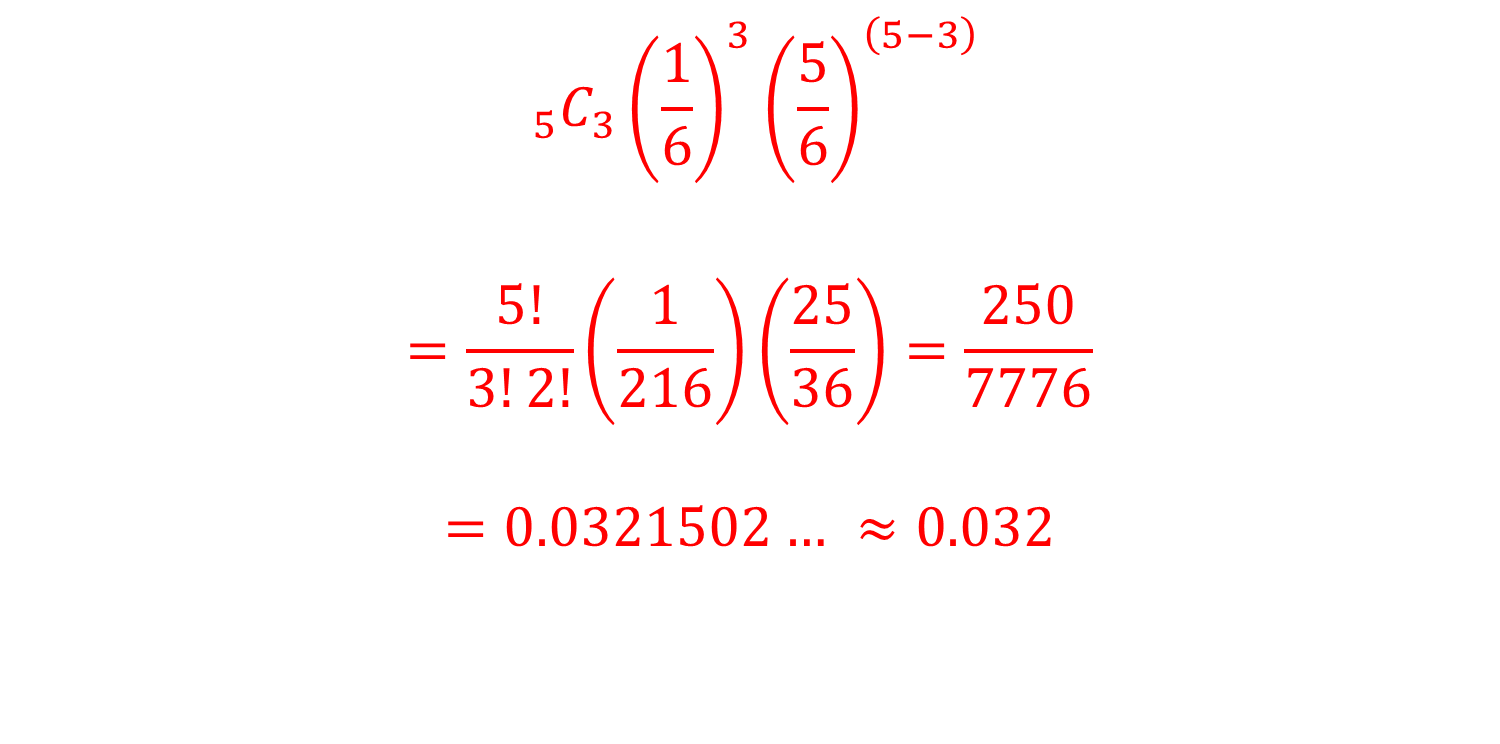 ₅C₃ (1/6)³ (5/6)⁽⁵⁻³⁾
= 5!/3! 2! (1/216) (25/36) = 250/7776
= 0.0321502 ... ≈ 0.032